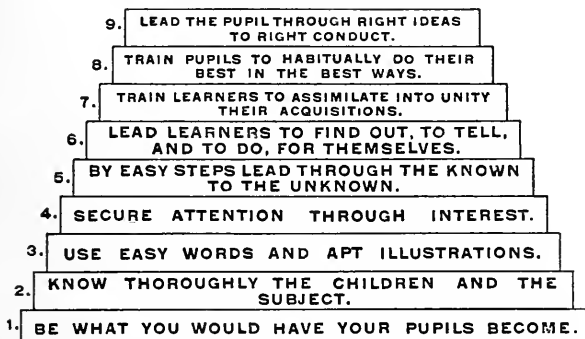 9. LEAD THE PUPIL THROUGH RIGHT IDEAS
TO RIGHT CONDUCT.
8. TRAIN PUPILS TO HABITUALLY DO THEIR
BEST IN THE BEST WAYS.
7. TRAIN LEARNERS TO ASSIMILATE INTO UNITY
THEIR ACQUISITIONS.
6. LEAD LEARNERS TO FIND OUT, TO TELL,
AND TO DO, FOR THEMSELVES.
5. BY EASY STEPS LEAD THROUGH THE KNOWN
TO THE UNKNOWN.
4. SECURE ATTENTION THROUGH INTEREST.
3. USE EASY WORDS AND APT ILLUSTRATIONS.
2. KNOW THOROUGHLY THE CHILDREN AND THE
SUBJECT.
1. BE WHAT YOU WOULD HAVE YOUR PUPILS BECOME.